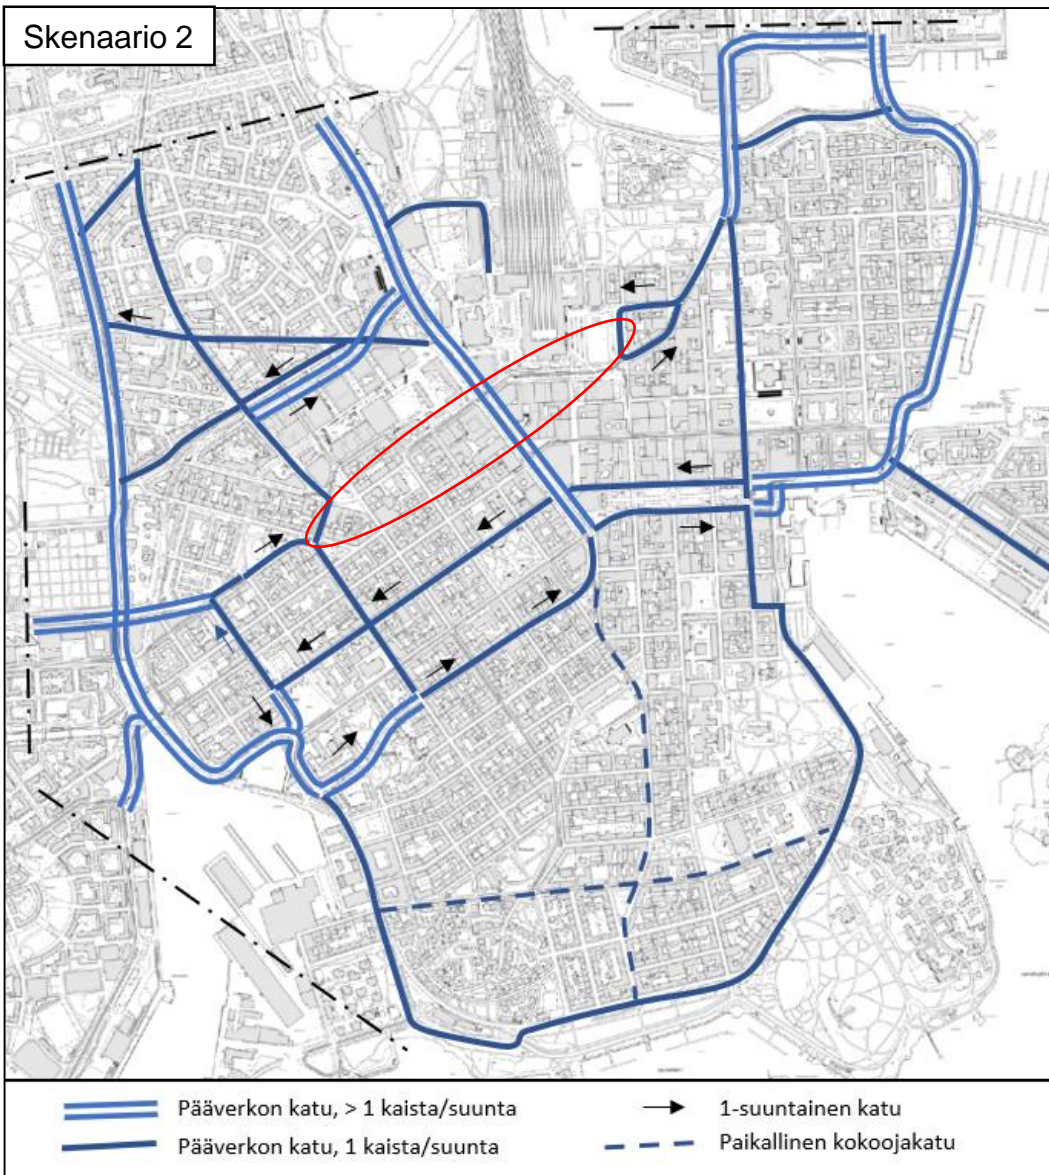 Skenaario 2
Pääverkon katu, > 1 kaista/suunta
1-suuntainen katu
Pääverkon katu, 1 kaista/suunta
Paikallinen kokoojakatu